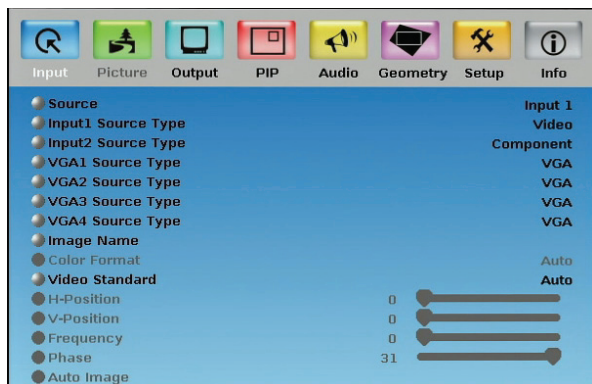 Input Picture Output PIP Audio Geometry Setup Info
Source Input 1
Input1 Source Type Video
Input2 Source Type Component
VGA1 Source Type VGA
VGA2 Source Type VGA
VGA3 Source Type VGA
VGA4 Source Type VGA
Image Name
Color Format Auto
Video Standard Auto
H-Position 0
V-Position 0
Frequency 0
Phase 31
Auto Image